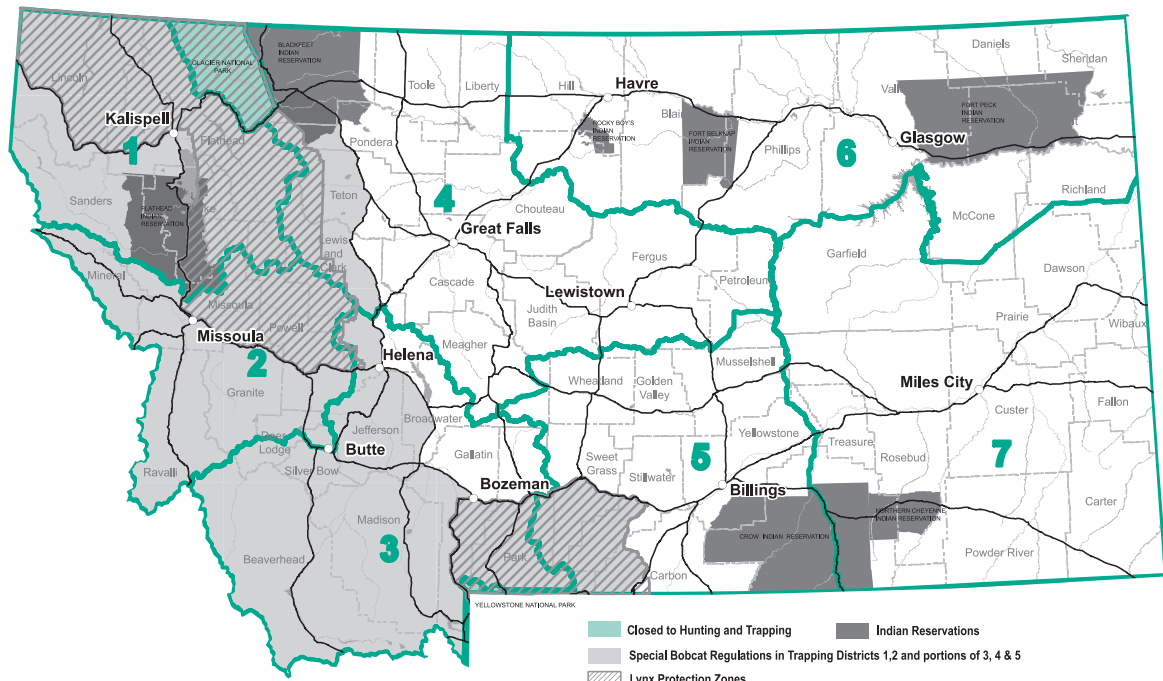 Daniels
Sheridan
BLACKFEET
INDIAN
RESERVATION
GLACIER NATIONAL
PARK
Lincoln
Toole
Liberty
Hill
Havre
Vall
FORT PECK
INDIAN
RESERVATION
Kalispell
Flathead
1
ROCKY BOY'S
INDIAN
RESERVATION
Blai
FORT BELKNAP
INDIAN
RESERVATION
Phillips
6
Glasgow
Pondera
Richland
Sanders
FLATHEAD
INDIAN
RESERVATION
ke
Teton
4
Chouteau
McCone
Great Falls
Lewis
and
Clark
Fergus
Garfield
Dawson
Mineral
Cascade
Petroleum
Missoula
Lewistown
Judith
Basin
Prairie
Wibaux
Powell
Missoula
2
Helena
Meagher
Musselshell
Granite
Wheatland
Golden
Valley
Miles City
Custer
Fallon
Broadwater
Jefferson
Deer
Lodge
Butte
Silver Bow
Ravalli
Gallatin
Sweet
Grass
Stillwater
5
Yellowstone
Treasure
Rosebud
7
Bozeman
Billings
Carter
Madison
3
Beaverhead
Park
Carbon
CROW INDIAN RESERVATION
NORTHERN CHEYENNE
INDIAN RESERVATION
Powder River
YELLOWSTONE NATIONAL PARK
Closed to Hunting and Trapping
Indian Reservations
Special Bobcat Regulations in Trapping Districts 1,2 and portions of 3, 4 & 5
Lynx Protection Zones